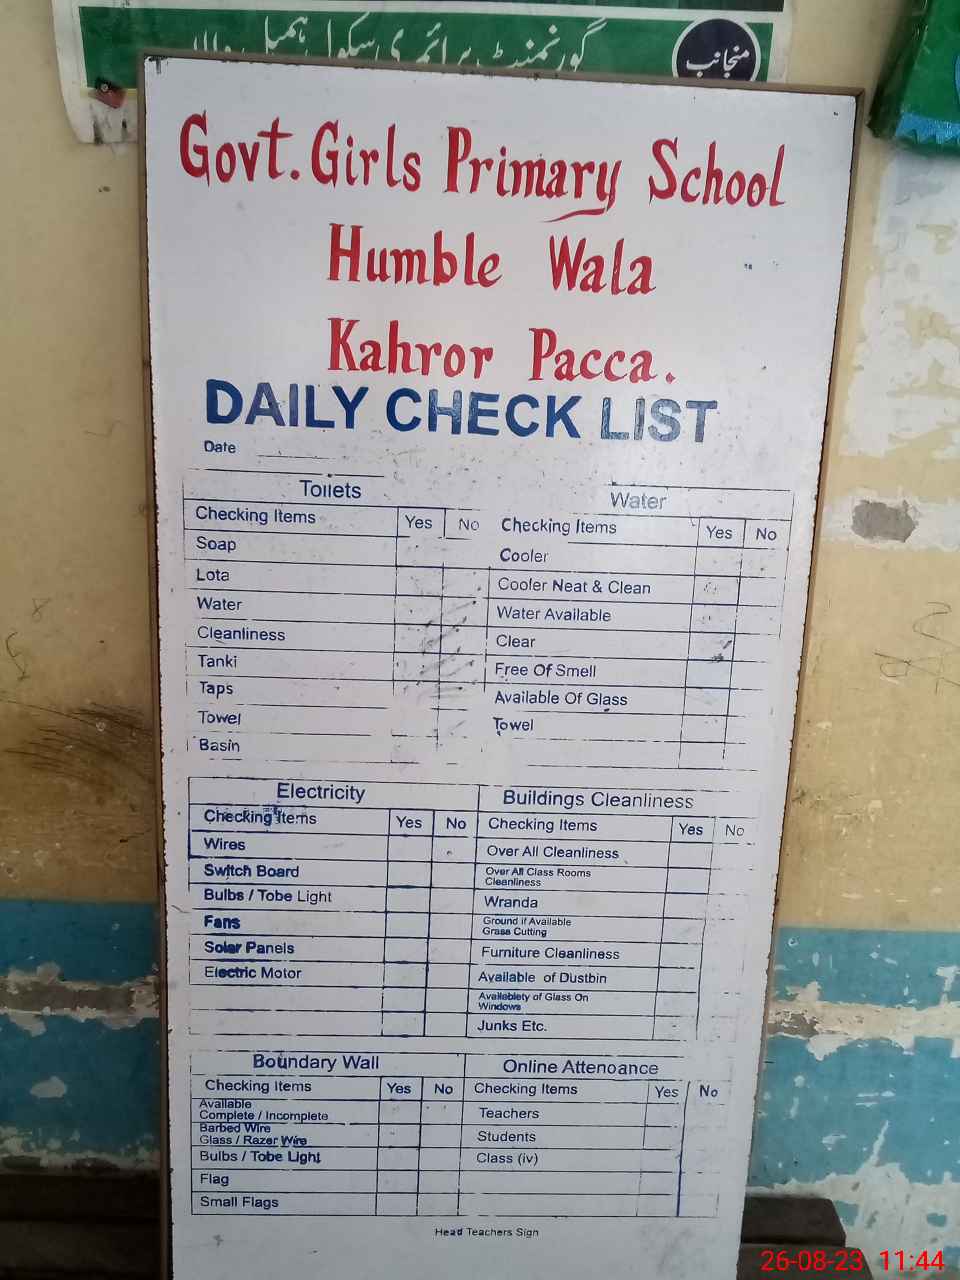 گورنمنٹ پرائمری سکول ہمبل والہ
منجانب
Govt. Girls Primary School
Humble Wala
Kahror Pacca.
DAILY CHECK LIST
Date
Toilets
Checking Items Yes No
Soap
Lota
Water
Cleanliness
Tanki
Taps
Towel
Basin
Water
Checking Items Yes No
Cooler
Cooler Neat & Clean
Water Available
Clear
Free Of Smell
Available Of Glass
Towel
Electricity
Checking Items Yes No
Wires
Switch Board
Bulbs / Tobe Light
Fans
Solar Panels
Electric Motor
Buildings Cleanliness
Checking Items Yes No
Over All Cleanliness
Over All Class Rooms
Cleanliness
Wranda
Ground if Available
Grass Cutting
Furniture Cleanliness
Available of Dustbin
Availablety of Glass On
Windows
Junks Etc.
Boundary Wall
Checking Items Yes No
Available
Complete / Incomplete
Barbed Wire
Glass / Razer Wire
Bulbs / Tobe Light
Flag
Small Flags
Online Attenoance
Checking Items Yes No
Teachers
Students
Class (iv)
Head Teachers Sign
26-08-23 11:44